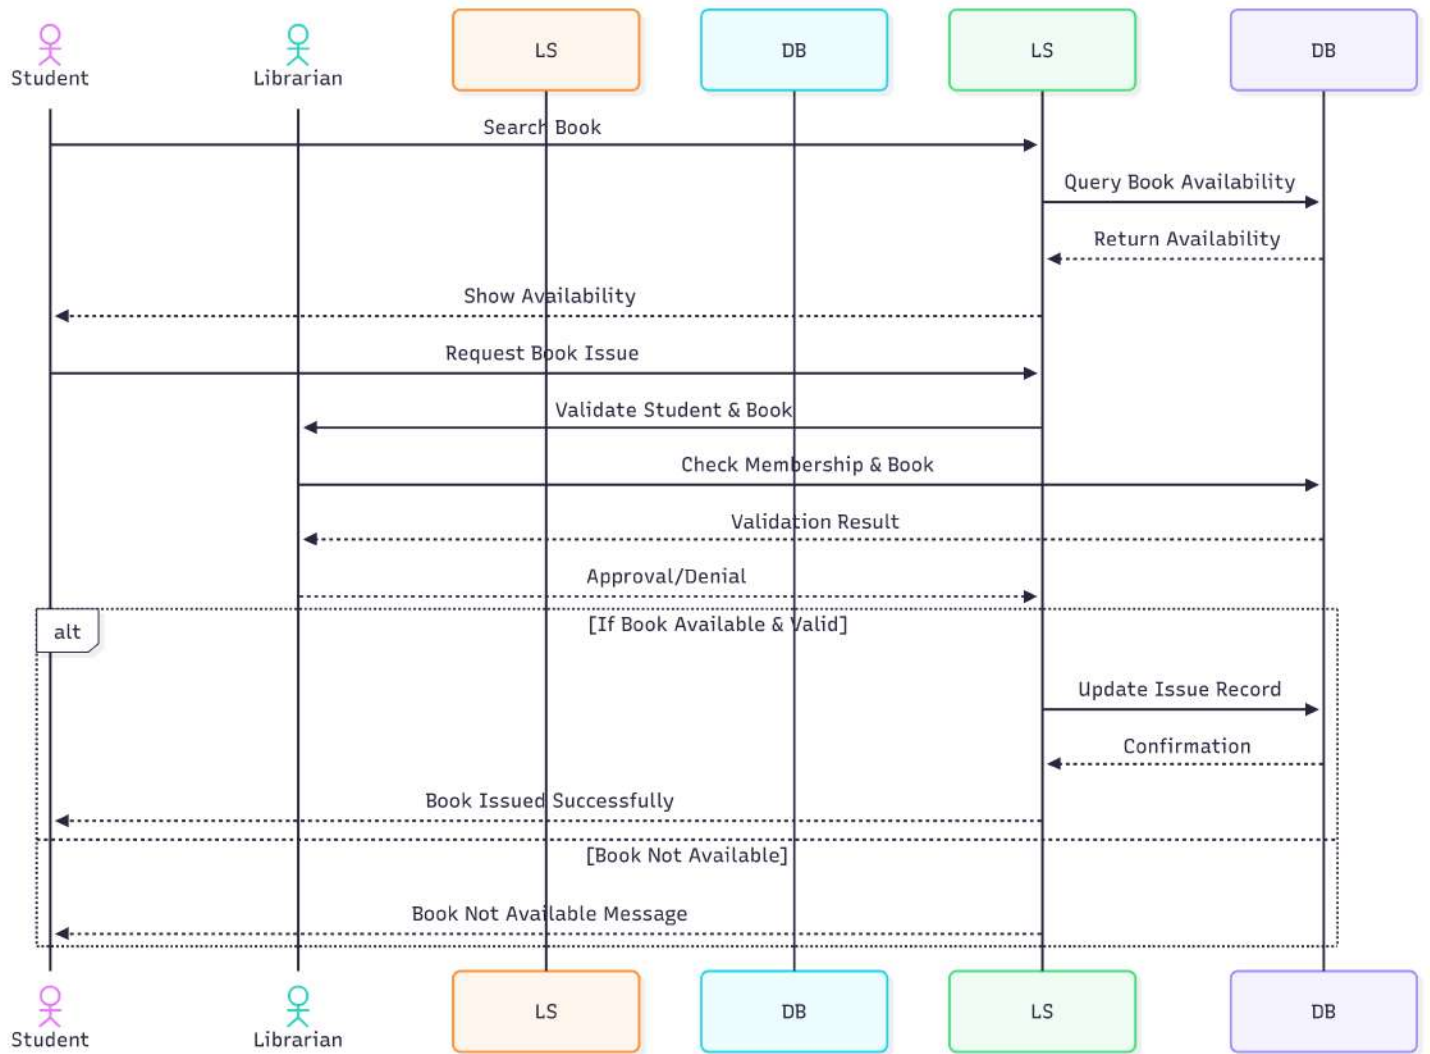 Student
Librarian
LS
DB
LS
DB
Search Book
Query Book Availability
Return Availability
Show Availability
Request Book Issue
Validate Student & Book
Check Membership & Book
Validation Result
Approval/Denial
alt
[If Book Available & Valid]
Update Issue Record
Confirmation
Book Issued Successfully
[Book Not Available]
Book Not Available Message
Student
Librarian
LS
DB
LS
DB